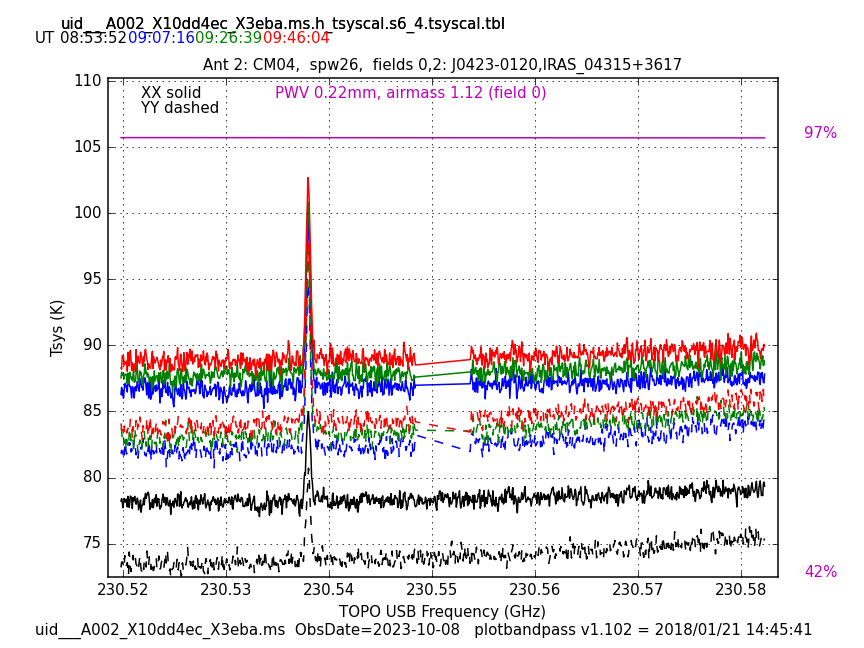 uid___A002_X10dd4ec_X3eba.ms.h_tsyscal.s6_4.tsyscal.tbl
UT 08:53:52 09:07:16 09:26:39 09:46:04
Ant 2: CM04,  spw26,  fields 0,2: J0423-0120,IRAS_04315+3617
XX solid
PWV 0.22mm, airmass 1.12 (field 0)
YY dashed
110
105
100
95
90
85
80
75
97%
42%
Tsys (K)
230.52 230.53 230.54 230.55 230.56 230.57 230.58
TOPO USB Frequency (GHz)
uid___A002_X10dd4ec_X3eba.ms  ObsDate=2023-10-08   plotbandpass v1.102 = 2018/01/21 14:45:41